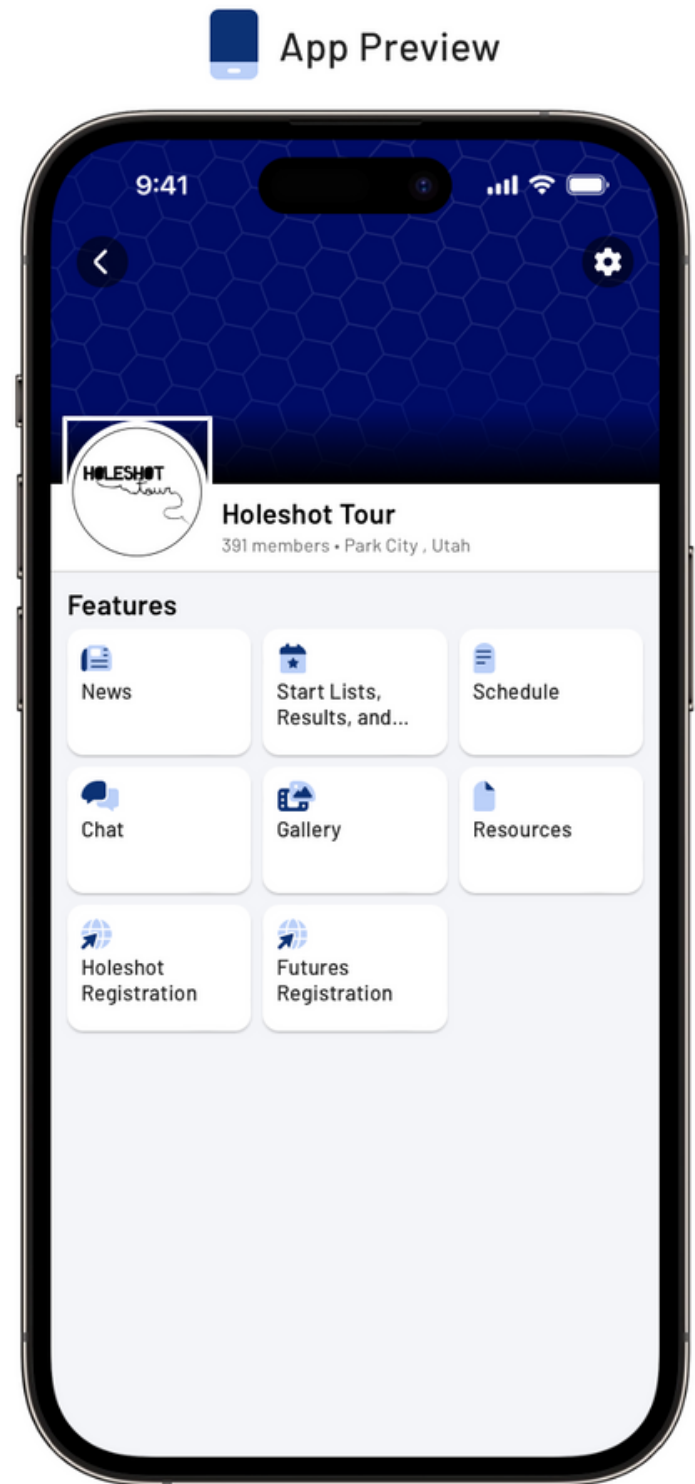 App Preview
9:41
HOLESHOT
tour
Holeshot Tour
391 members • Park City , Utah
Features
News
Start Lists,
Results, and...
Schedule
Chat
Gallery
Resources
Holeshot
Registration
Futures
Registration